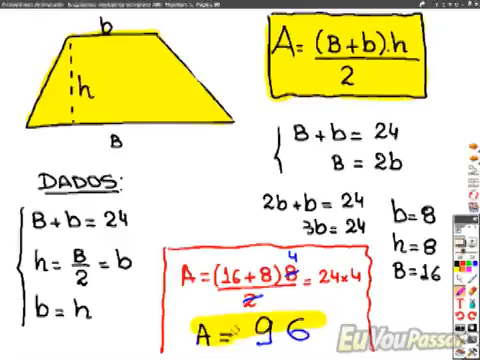 b
h
B
A = (B+b).h / 2
B+b = 24
B = 2b
2b+b = 24
3b = 24
b=8
h=8
B=16
DADOS:
B+b = 24
h = B/2 = b
b = h
A = (16+8) 8 4 / 2 = 24×4
A = 96
EuVouPassar